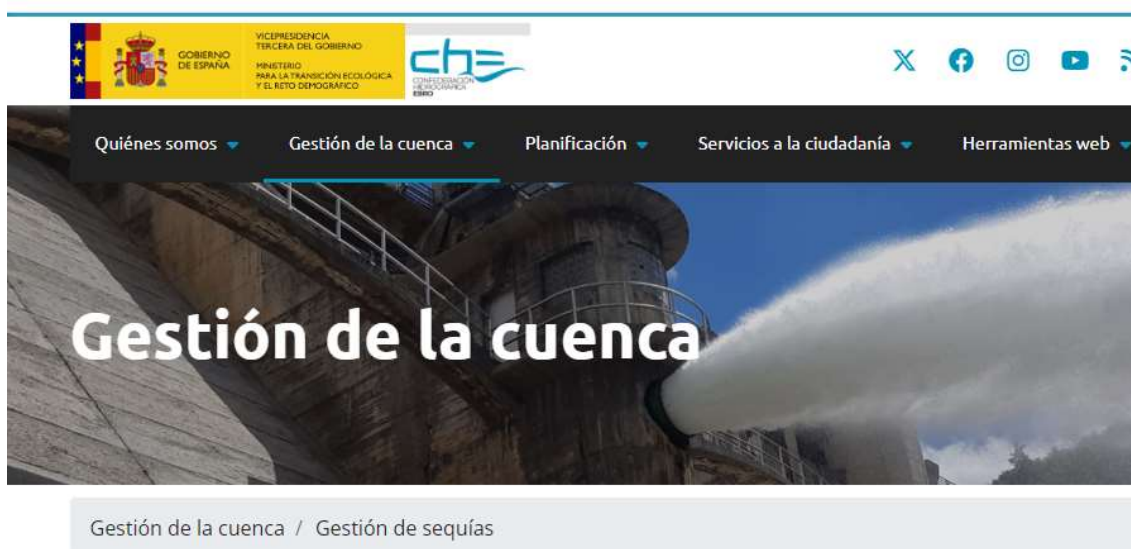 GOBIERNO
DE ESPAÑA
VICEPRESIDENCIA
TERCERA DEL GOBIERNO
MINISTERIO
PARA LA TRANSICIÓN ECOLÓGICA
Y EL RETO DEMOGRÁFICO
che
CONFEDERACIÓN
HIDROGRÁFICA
EBRO
Quiénes somos Gestión de la cuenca Planificación Servicios a la ciudadanía Herramientas web
Gestión de la cuenca
Gestión de la cuenca / Gestión de sequías